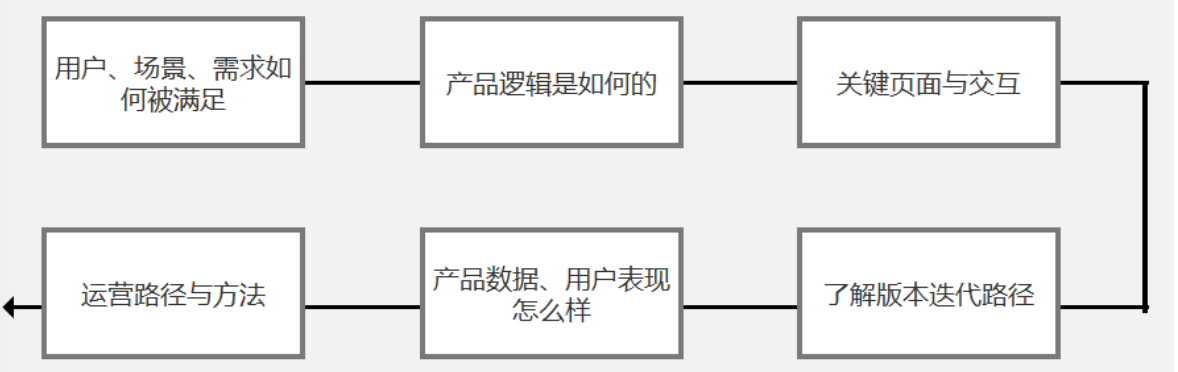 用户、场景、需求如
何被满足
产品逻辑是如何的
关键页面与交互
运营路径与方法
产品数据、用户表现
怎么样
了解版本迭代路径